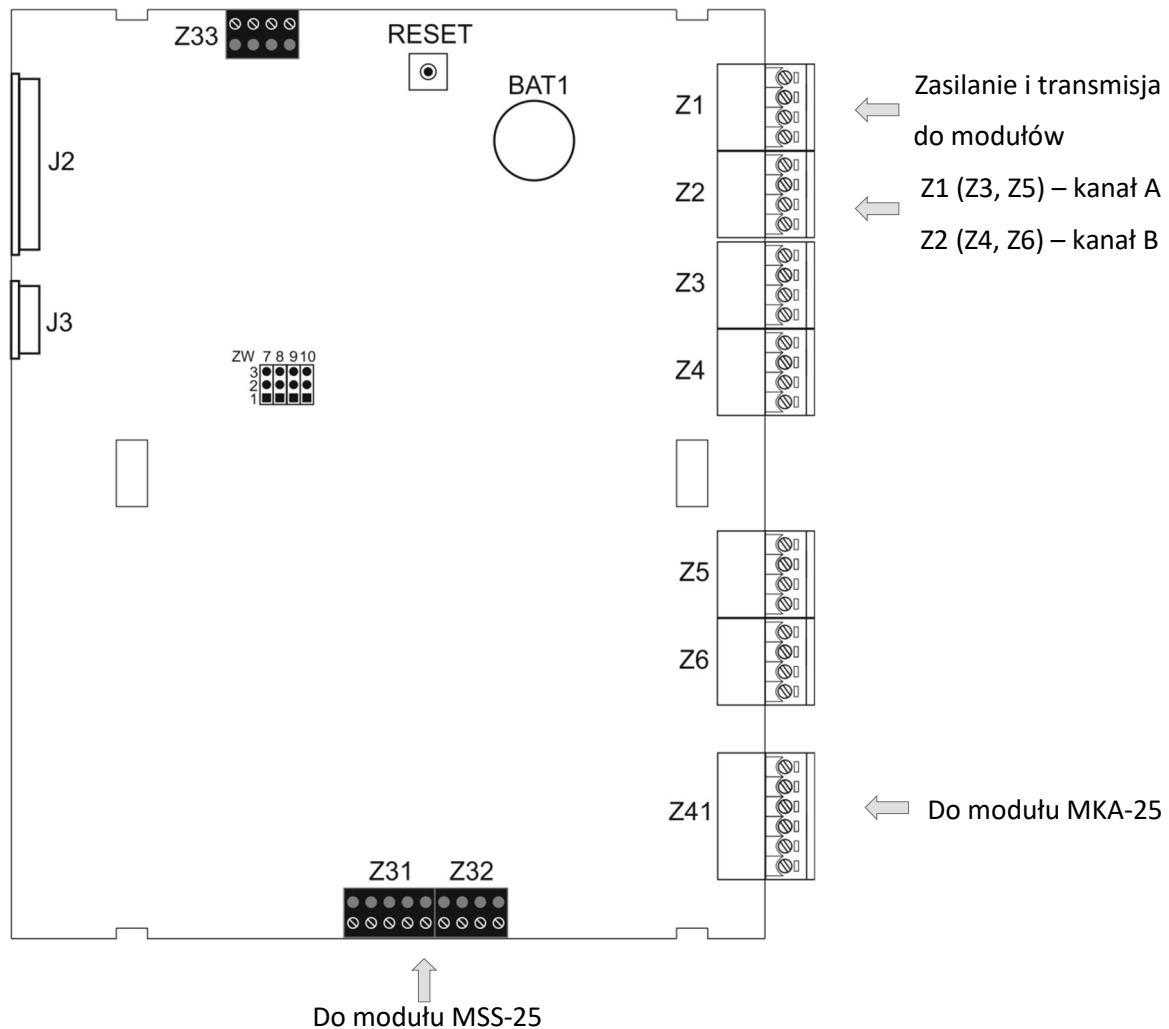 Z33
RESET
BAT1
J2
J3
ZW 7 8 9 10
3
2
1
Z1
Z2
Z3
Z4
Z5
Z6
Z41
Z31 Z32
Zasilanie i transmisja
do modułów
Z1 (Z3, Z5) – kanał A
Z2 (Z4, Z6) – kanał B
Do modułu MKA-25
Do modułu MSS-25